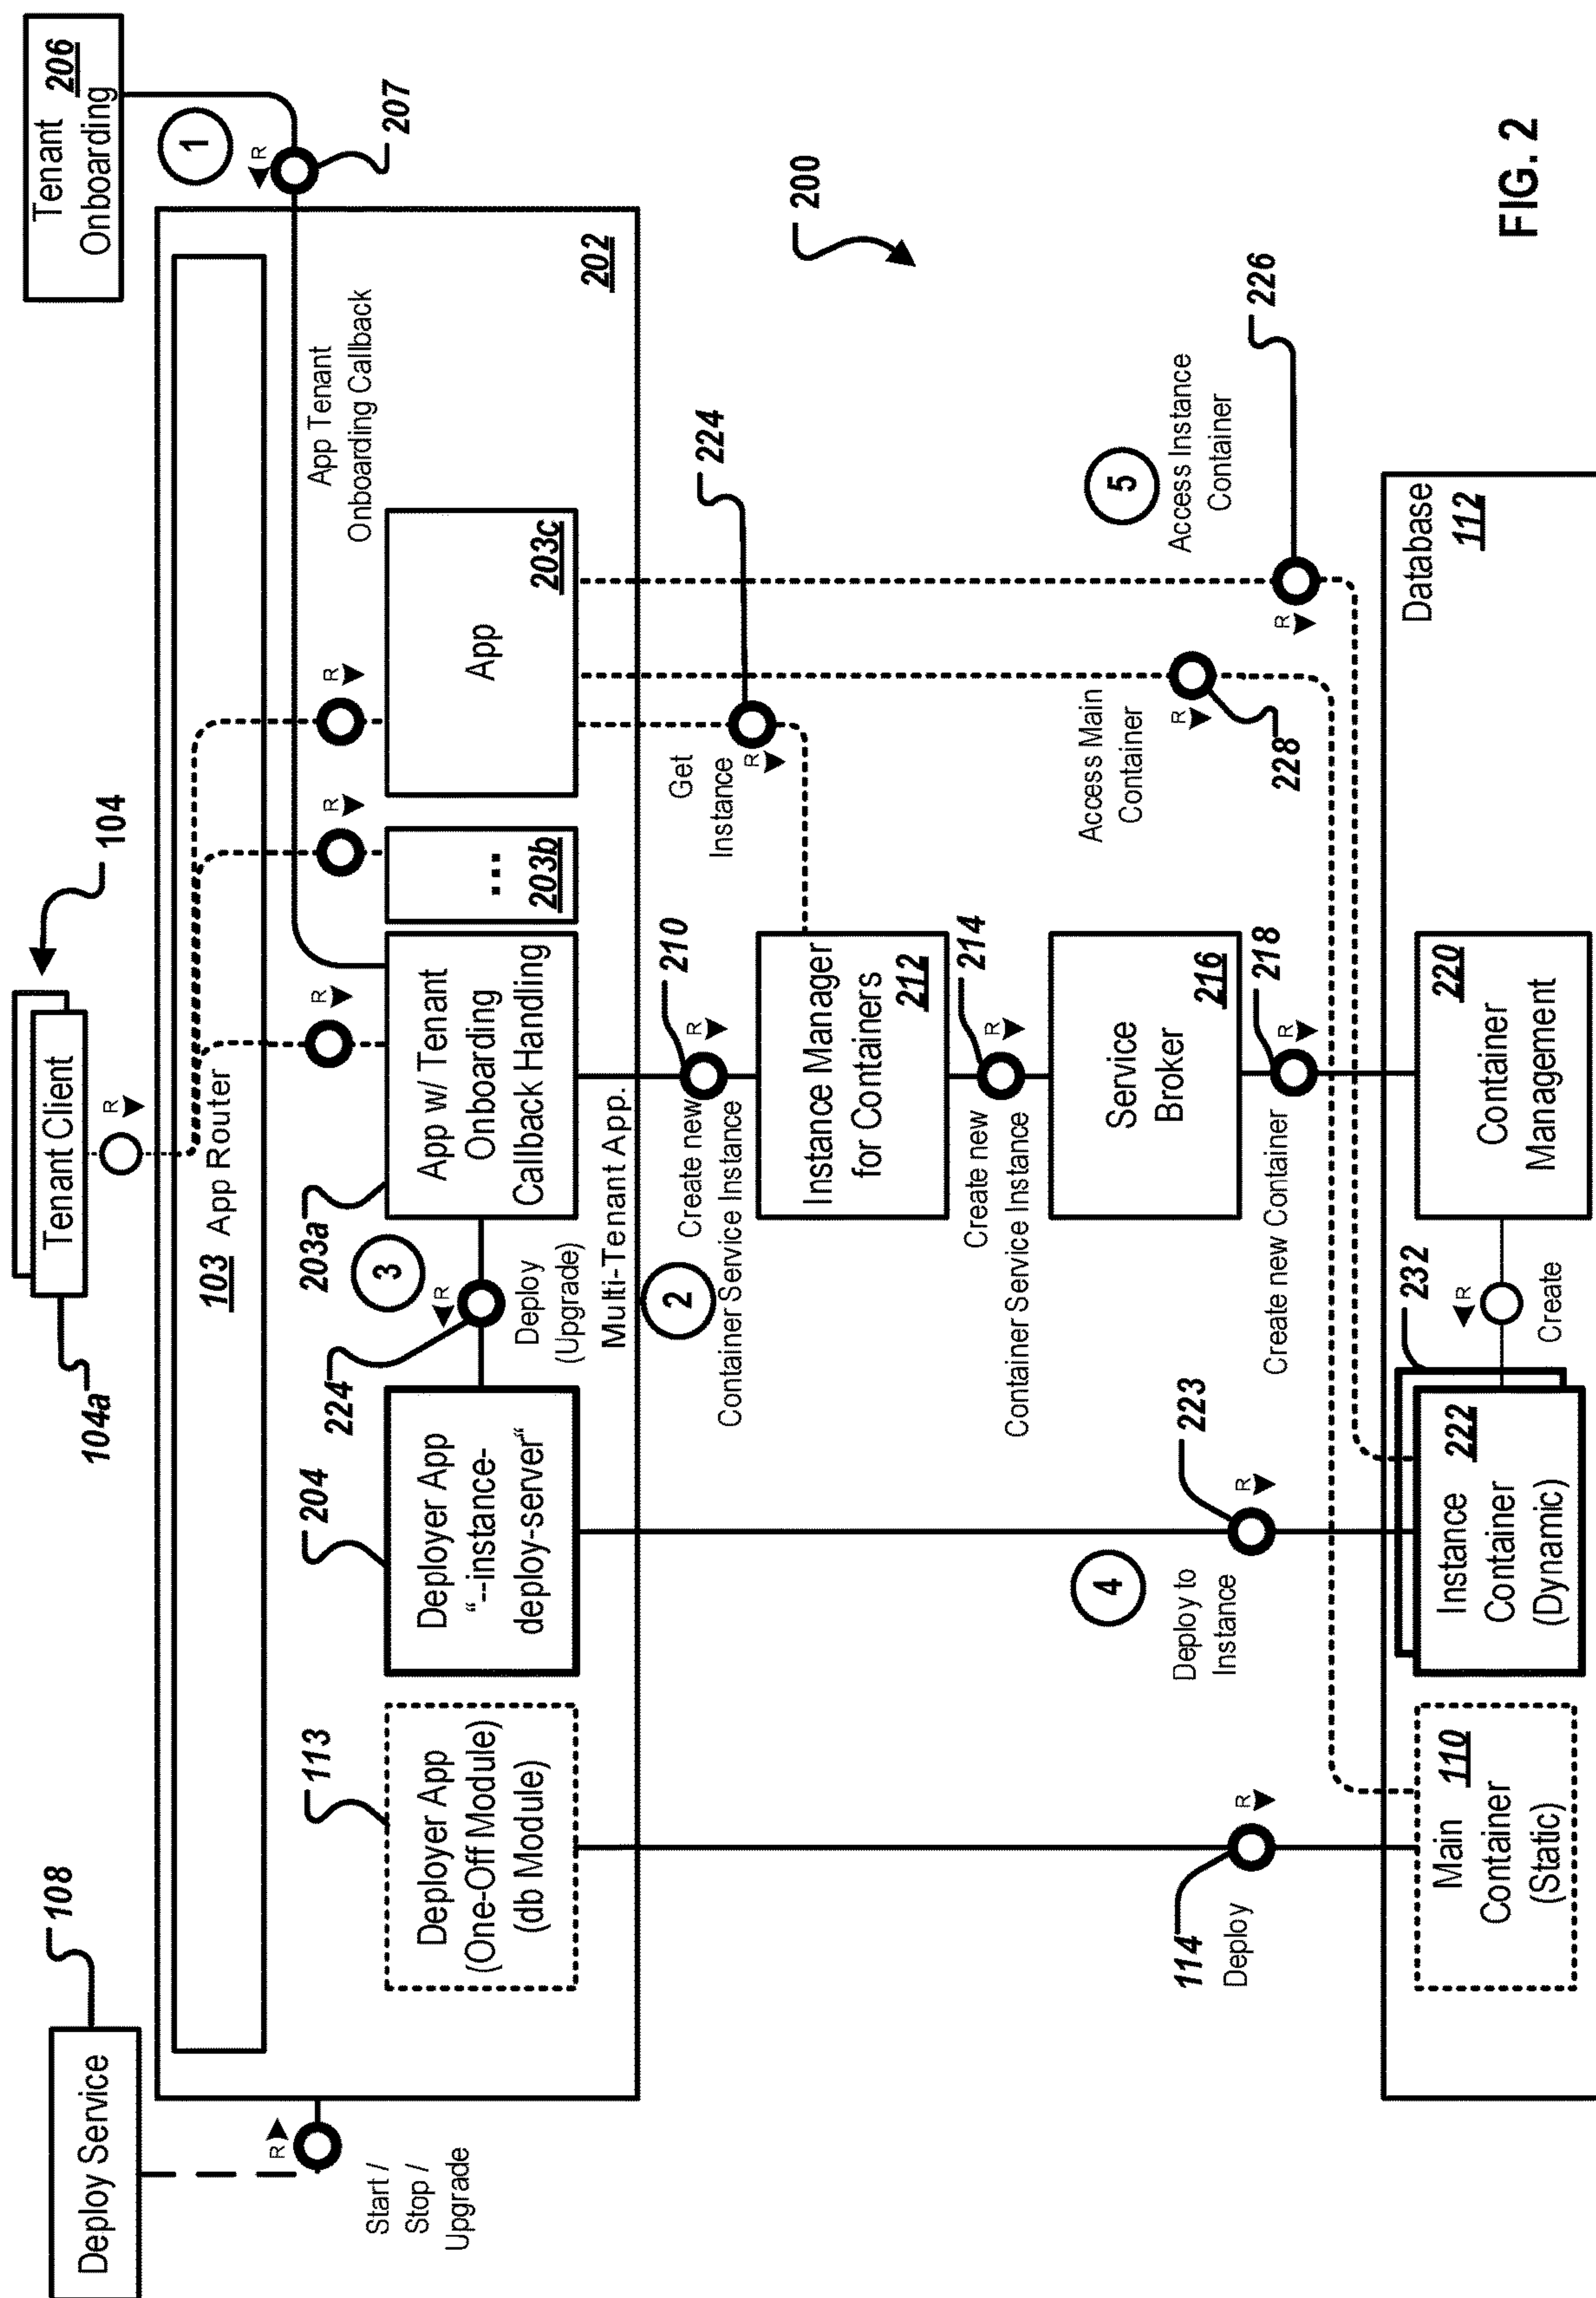 Deploy Service
108
R
Start /
Stop /
Upgrade
104
Tenant Client
104a
R
Tenant
206
Onboarding
1
R
207
103 App Router
R
R
R
App Tenant
Onboarding Callback
202
113
Deployer App
(One-Off Module)
(db Module)
204
Deployer App
“--instance-
deploy-server“
224
R
3
Deploy
(Upgrade)
203a
App w/ Tenant
Onboarding
Callback Handling
...
203b
App
203c
Multi-Tenant App.
2
Create new
Container Service Instance
210
R
Instance Manager
for Containers
212
Get
Instance
R
224
200
Create new
Container Service Instance
214
R
Service
Broker
216
Access Main
Container
R
228
5
Access Instance
Container
R
226
114
Deploy
R
4
Deploy to
Instance
223
R
Create new Container
218
R
Database
112
Main
110
Container
(Static)
232
Instance
222
Container
(Dynamic)
R
Create
220
Container
Management
FIG. 2